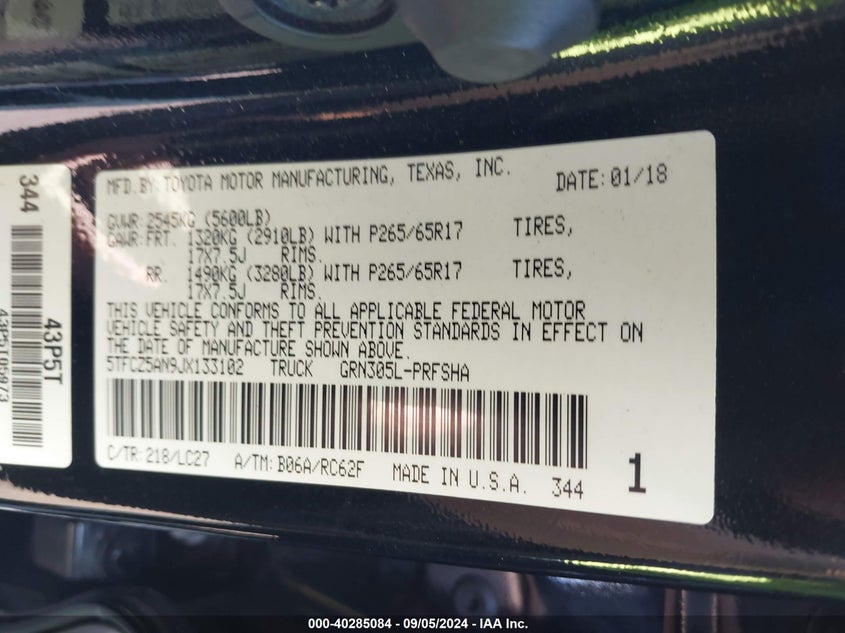 MFD.BY:TOYOTA MOTOR MANUFACTURING, TEXAS, INC. DATE:01/18
GVWR:2545KG (5600LB)
GAWR:FRT. 1320KG (2910LB) WITH P265/65R17 TIRES,
17X7.5J RIMS.
RR. 1490KG (3280LB) WITH P265/65R17 TIRES,
17X7.5J RIMS.
THIS VEHICLE CONFORMS TO ALL APPLICABLE FEDERAL MOTOR
VEHICLE SAFETY AND THEFT PREVENTION STANDARDS IN EFFECT ON
THE DATE OF MANUFACTURE SHOWN ABOVE.
5TFCZ5AN9JX133102 TRUCK GRN305L-PRFSHA
C/TR:218/LC27 A/TM:B06A/RC62F MADE IN U.S.A. 344 1
344
43P5T
000-40285084 - 09/05/2024 - IAA Inc.